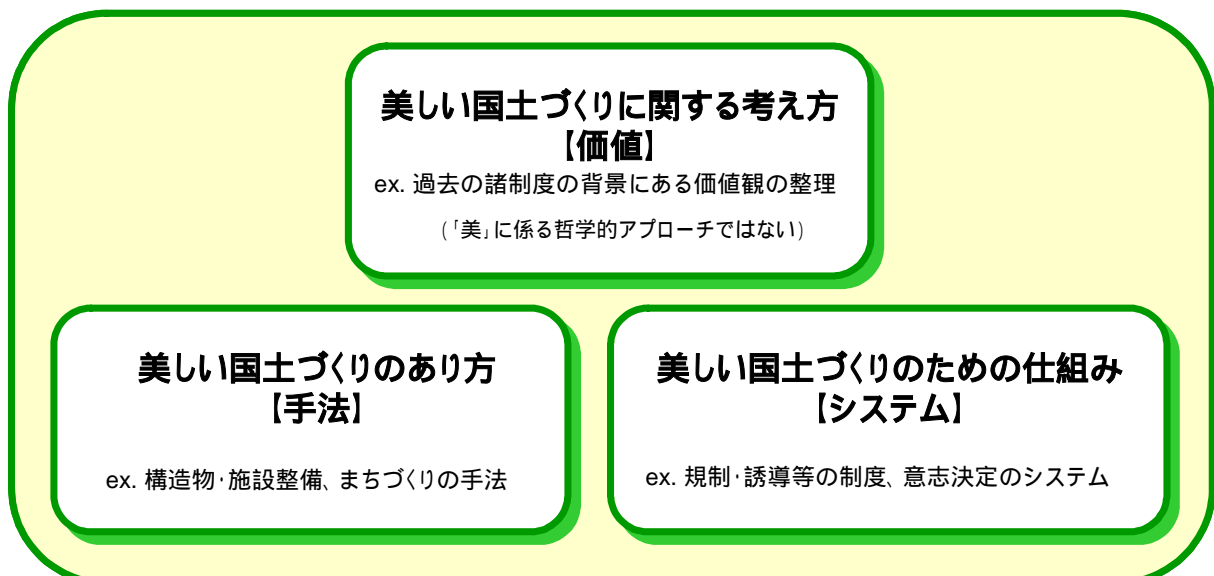 美しい国土づくりに関する考え方
【価値】
ex. 過去の諸制度の背景にある価値観の整理
(「美」に係る哲学的アプローチではない)
美しい国土づくりのあり方
【手法】
ex. 構造物・施設整備、まちづくりの手法
美しい国土づくりのための仕組み
【システム】
ex. 規制・誘導等の制度、意志決定のシステム